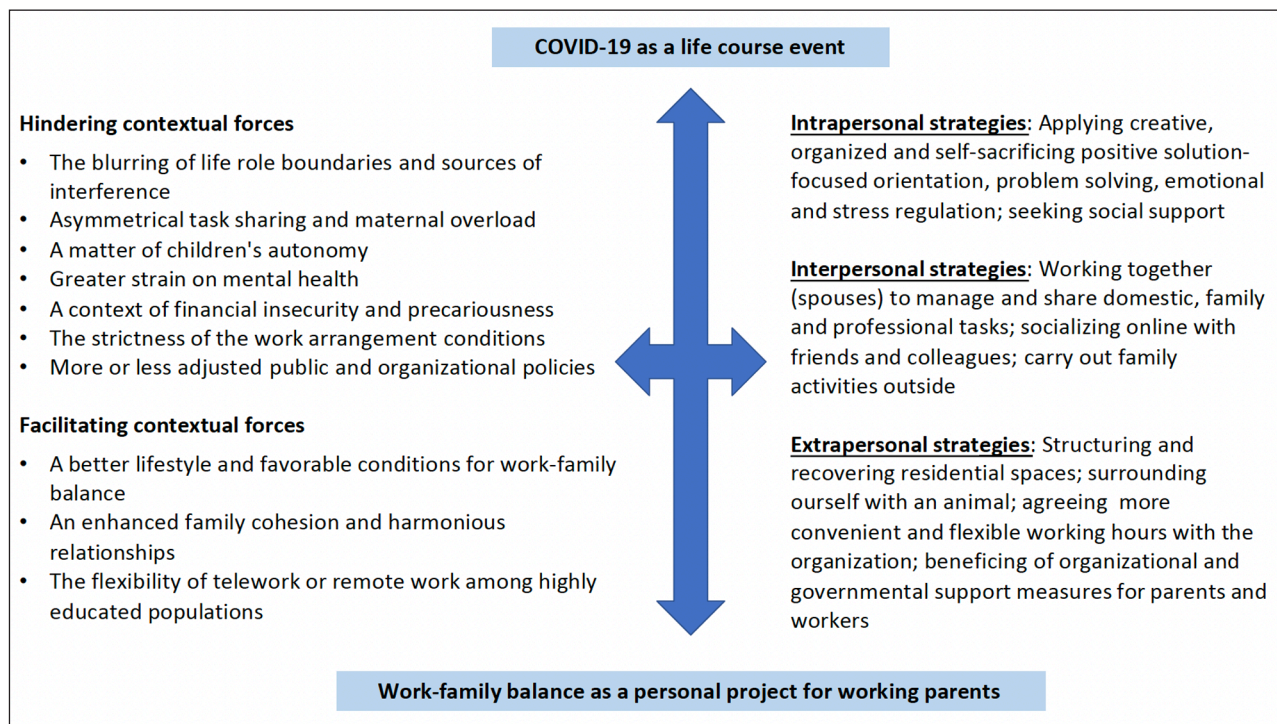 COVID-19 as a life course event
Hindering contextual forces
• The blurring of life role boundaries and sources of
interference
• Asymmetrical task sharing and maternal overload
• A matter of children's autonomy
• Greater strain on mental health
• A context of financial insecurity and precariousness
• The strictness of the work arrangement conditions
• More or less adjusted public and organizational policies
Facilitating contextual forces
• A better lifestyle and favorable conditions for work-family
balance
• An enhanced family cohesion and harmonious
relationships
• The flexibility of telework or remote work among highly
educated populations
Intrapersonal strategies: Applying creative,
organized and self-sacrificing positive solution-
focused orientation, problem solving, emotional
and stress regulation; seeking social support
Interpersonal strategies: Working together
(spouses) to manage and share domestic, family
and professional tasks; socializing online with
friends and colleagues; carry out family
activities outside
Extrapersonal strategies: Structuring and
recovering residential spaces; surrounding
ourself with an animal; agreeing more
convenient and flexible working hours with the
organization; beneficing of organizational and
governmental support measures for parents and
workers
Work-family balance as a personal project for working parents